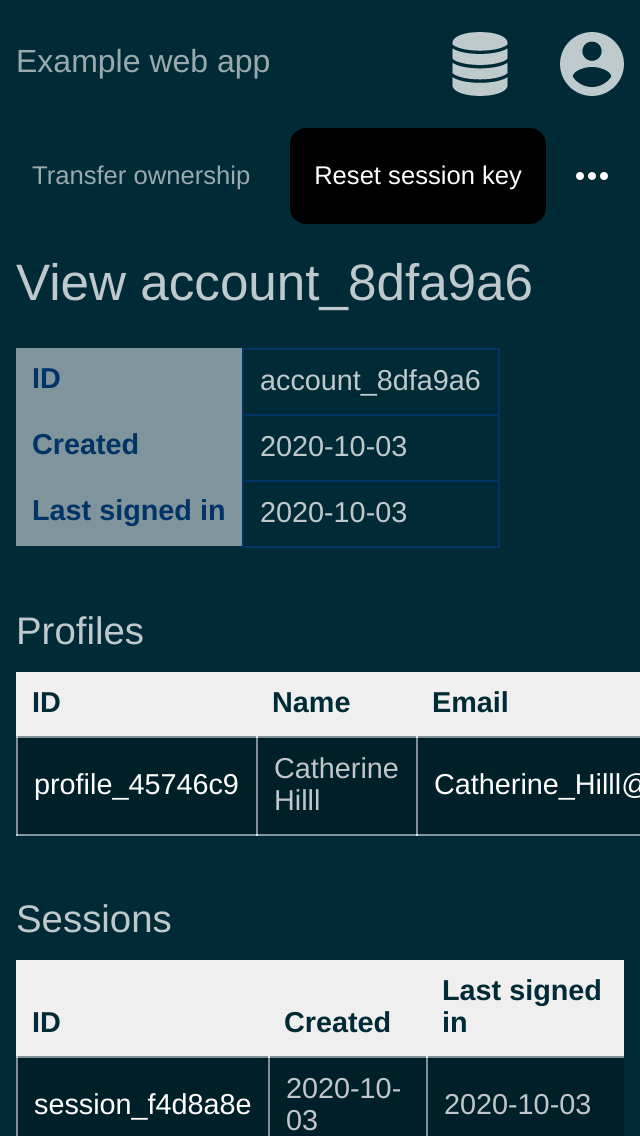 Example web app
Transfer ownership Reset session key
View account_8dfa9a6
ID account_8dfa9a6
Created 2020-10-03
Last signed in 2020-10-03
Profiles
ID Name Email
profile_45746c9 Catherine Hilll Catherine_Hilll@
Sessions
ID Created Last signed in
session_f4d8a8e 2020-10-03 2020-10-03